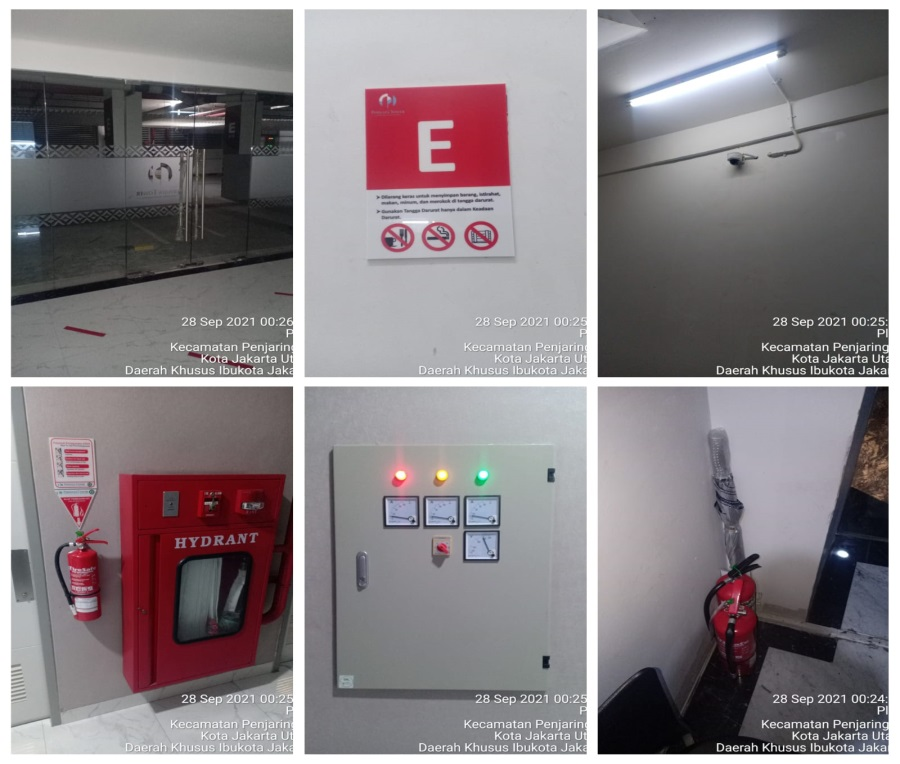 28 Sep 2021 00:26
P
Kecamatan Penjaring
Kota Jakarta Ut
Daerah Khusus Ibukota Jaka
E
➤ Dilarang keras untuk menyimpan barang, istirahat,
makan, minum, dan merokok di tangga darurat.
➤ Gunakan Tangga Darurat hanya dalam Keadaan
Darurat.
28 Sep 2021 00:25
P
Kecamatan Penjaring
Kota Jakarta Ut
Daerah Khusus Ibukota Jaka
28 Sep 2021 00:25:
Pl
Kecamatan Penjaring
Kota Jakarta Uta
Daerah Khusus Ibukota Jakar
HYDRANT
FireSafe
28 Sep 2021 00:25
P
Kecamatan Penjaring
Kota Jakarta Ut
Daerah Khusus Ibukota Jaka
28 Sep 2021 00:25
P
Kecamatan Penjaring
Kota Jakarta Ut
Daerah Khusus Ibukota Jaka
28 Sep 2021 00:24:
Pl
Kecamatan Penjaring
Kota Jakarta Uta
Daerah Khusus Ibukota Jakar